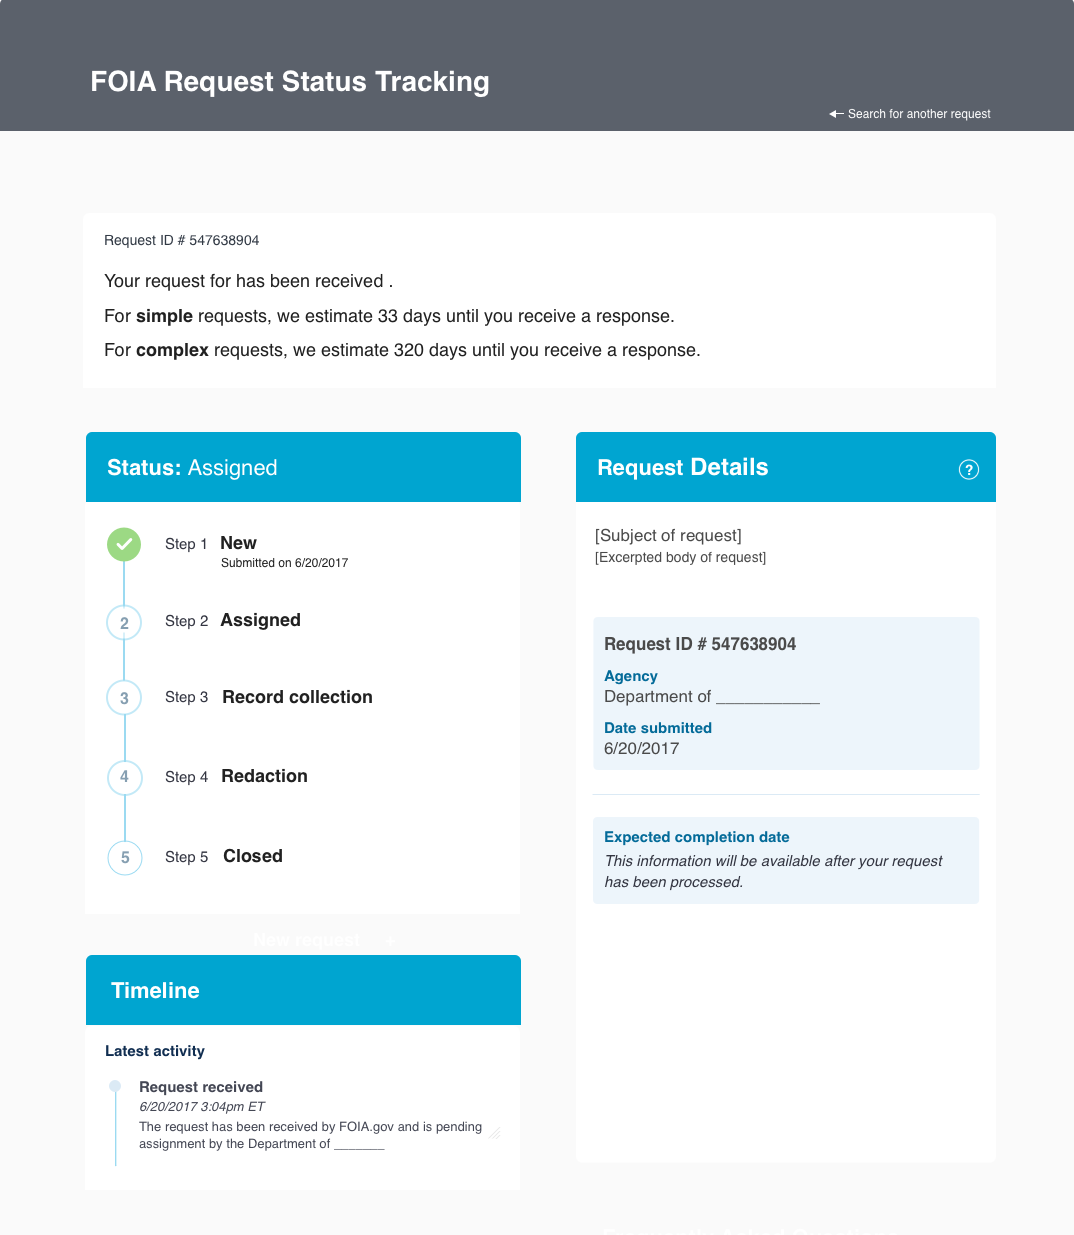 FOIA Request Status Tracking
Search for another request
Request ID # 547638904
Your request for has been received .
For simple requests, we estimate 33 days until you receive a response.
For complex requests, we estimate 320 days until you receive a response.
Status: Assigned
Step 1 New
Submitted on 6/20/2017
2 Step 2 Assigned
3 Step 3 Record collection
4 Step 4 Redaction
5 Step 5 Closed
New request +
Timeline
Latest activity
Request received
6/20/2017 3:04pm ET
The request has been received by FOIA.gov and is pending
assignment by the Department of _______
Request Details ?
[Subject of request]
[Excerpted body of request]
Request ID # 547638904
Agency
Department of ___________
Date submitted
6/20/2017
Expected completion date
This information will be available after your request
has been processed.